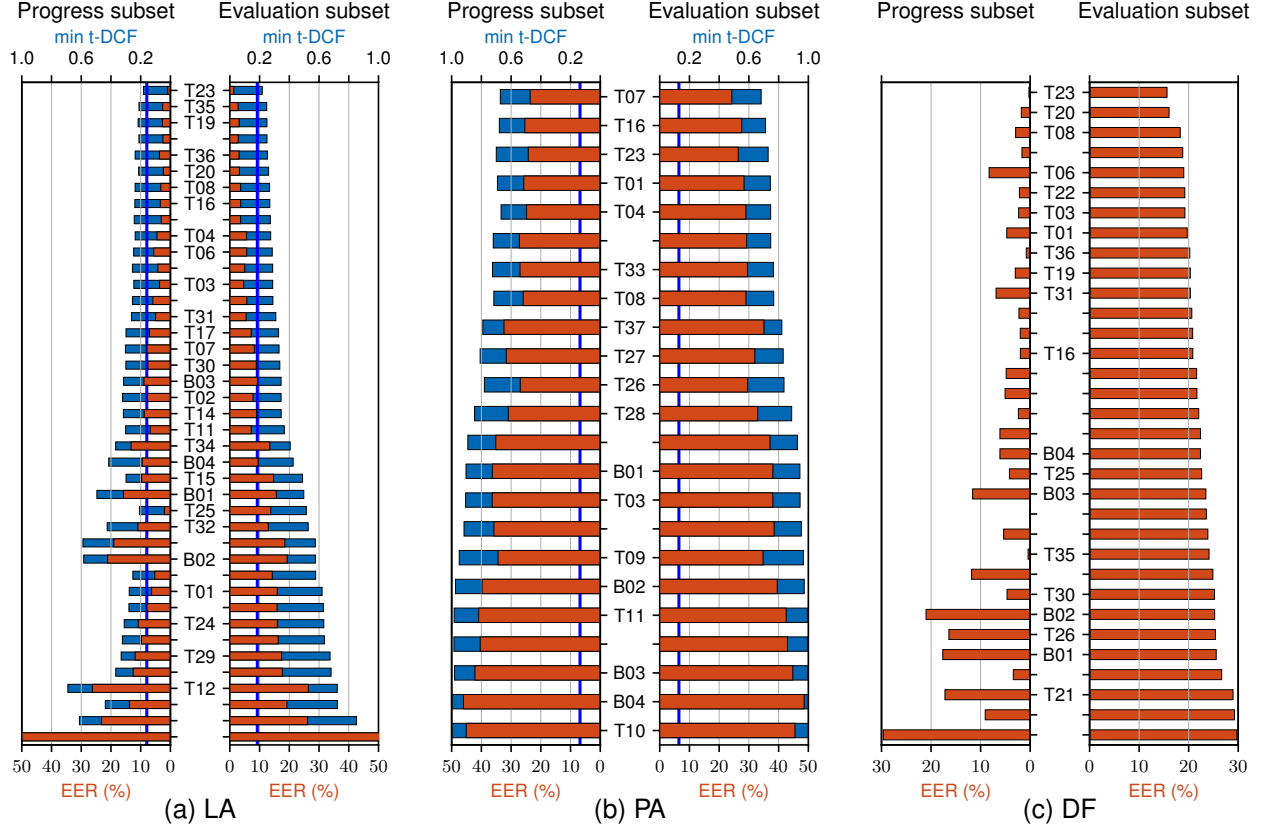 Progress subset Evaluation subset
min t-DCF min t-DCF
1.0 0.6 0.2 0.2 0.6 1.0
T23
T35
T19
T36
T20
T08
T16
T04
T06
T03
T31
T17
T07
T30
B03
T02
T14
T11
T34
B04
T15
B01
T25
T32
B02
T01
T24
T29
T12
50 40 30 20 10 0 0 10 20 30 40 50
EER (%) EER (%)
(a) LA
Progress subset Evaluation subset
min t-DCF min t-DCF
1.0 0.6 0.2 0.2 0.6 1.0
T07
T16
T23
T01
T04
T33
T08
T37
T27
T26
T28
B01
T03
T09
B02
T11
B03
B04
T10
50 40 30 20 10 0 0 10 20 30 40 50
EER (%) EER (%)
(b) PA
Progress subset Evaluation subset
T23
T20
T08
T06
T22
T03
T01
T36
T19
T31
T16
B04
T25
B03
T35
T30
B02
T26
B01
T21
30 20 10 0 0 10 20 30
EER (%) EER (%)
(c) DF